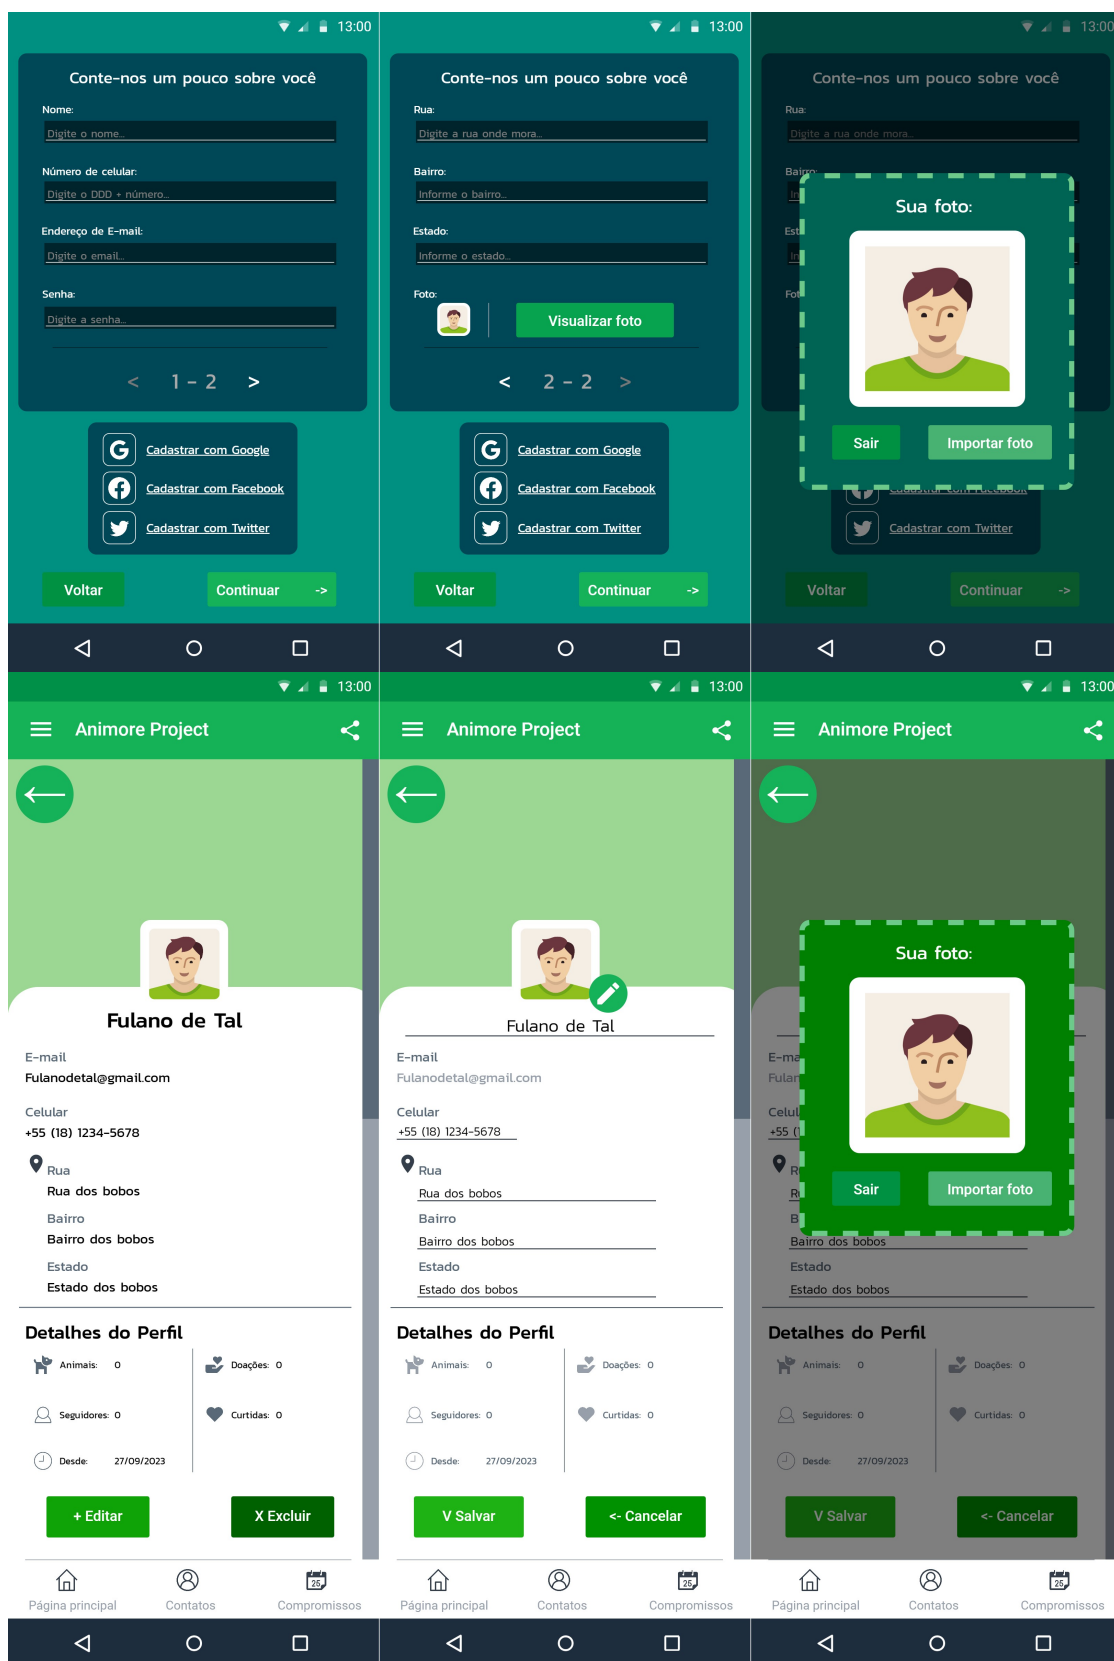 13:00
Conte-nos um pouco sobre você
Nome:
Digite o nome...
Número de celular:
Digite o DDD + número...
Endereço de E-mail:
Digite o email...
Senha:
Digite a senha...
< 1 - 2 >
Cadastrar com Google
Cadastrar com Facebook
Cadastrar com Twitter
Voltar
Continuar ->
13:00
Conte-nos um pouco sobre você
Rua:
Digite a rua onde mora...
Bairro:
Informe o bairro...
Estado:
Informe o estado...
Foto:
Visualizar foto
< 2 - 2 >
Cadastrar com Google
Cadastrar com Facebook
Cadastrar com Twitter
Voltar
Continuar ->
13:00
Conte-nos um pouco sobre você
Rua:
Digite a rua onde mora...
Bairro:
Sua foto:
Sair
Importar foto
Cadastrar com Facebook
Cadastrar com Twitter
Voltar
Continuar ->
13:00
Animore Project
Fulano de Tal
E-mail
Fulanodetal@gmail.com
Celular
+55 (18) 1234-5678
Rua
Rua dos bobos
Bairro
Bairro dos bobos
Estado
Estado dos bobos
Detalhes do Perfil
Animais: 0
Doações: 0
Seguidores: 0
Curtidas: 0
Desde: 27/09/2023
+ Editar
X Excluir
Página principal
Contatos
25
Compromissos
13:00
Animore Project
Fulano de Tal
E-mail
Fulanodetal@gmail.com
Celular
+55 (18) 1234-5678
Rua
Rua dos bobos
Bairro
Bairro dos bobos
Estado
Estado dos bobos
Detalhes do Perfil
Animais: 0
Doações: 0
Seguidores: 0
Curtidas: 0
Desde: 27/09/2023
V Salvar
<- Cancelar
Página principal
Contatos
25
Compromissos
13:00
Animore Project
Sua foto:
Sair
Importar foto
E-ma
Fulan
Celul
+55 (1
Bairro dos bobos
Estado
Estado dos bobos
Detalhes do Perfil
Animais: 0
Doações: 0
Seguidores: 0
Curtidas: 0
Desde: 27/09/2023
V Salvar
<- Cancelar
Página principal
Contatos
25
Compromissos